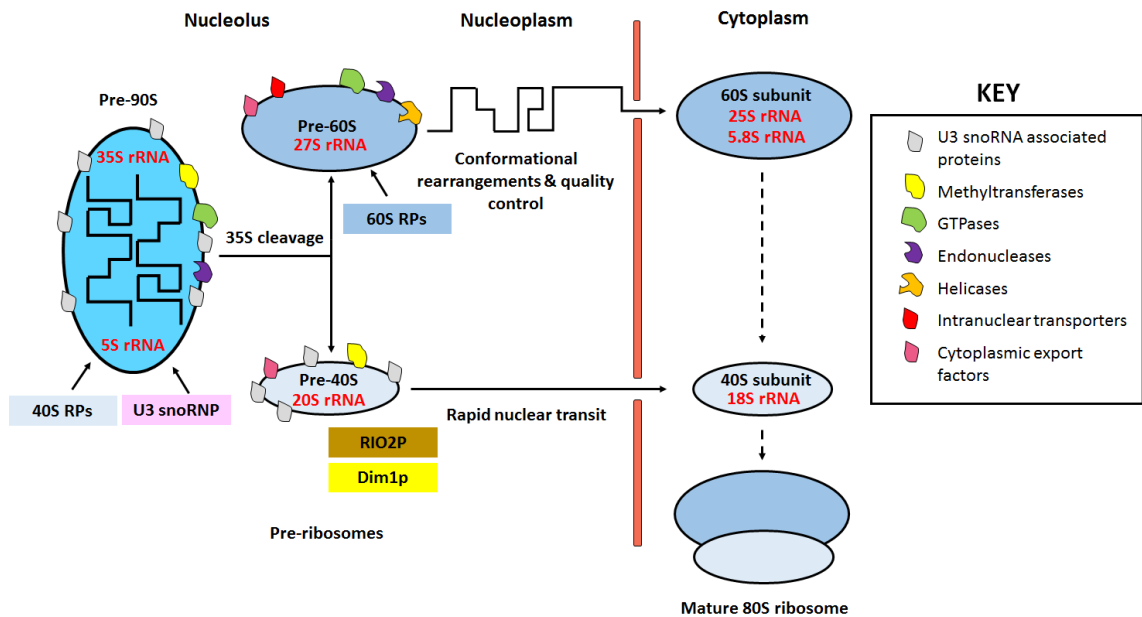 Nucleolus
Nucleoplasm
Cytoplasm
Pre-90S
35S rRNA
5S rRNA
40S RPs
U3 snoRNP
35S cleavage
Pre-60S
27S rRNA
60S RPs
Conformational
rearrangements & quality
control
Pre-40S
20S rRNA
RIO2P
Dim1p
Rapid nuclear transit
Pre-ribosomes
60S subunit
25S rRNA
5.8S rRNA
40S subunit
18S rRNA
Mature 80S ribosome
KEY
U3 snoRNA associated
proteins
Methyltransferases
GTPases
Endonucleases
Helicases
Intranuclear transporters
Cytoplasmic export
factors